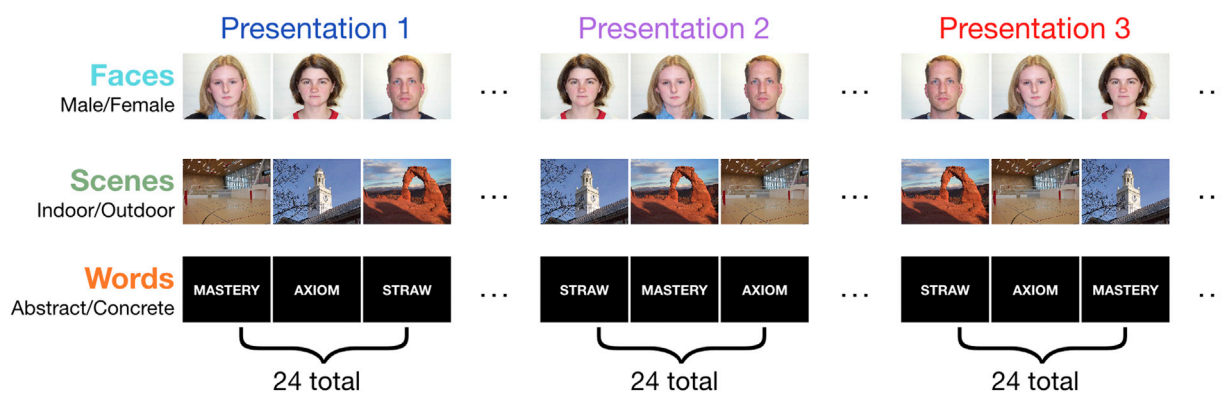 Presentation 1 Presentation 2 Presentation 3
Faces
Male/Female
... ... ..
Scenes
Indoor/Outdoor
... ... ..
Words
Abstract/Concrete
MASTERY AXIOM STRAW ... STRAW MASTERY AXIOM ... STRAW AXIOM MASTERY ..
24 total 24 total 24 total